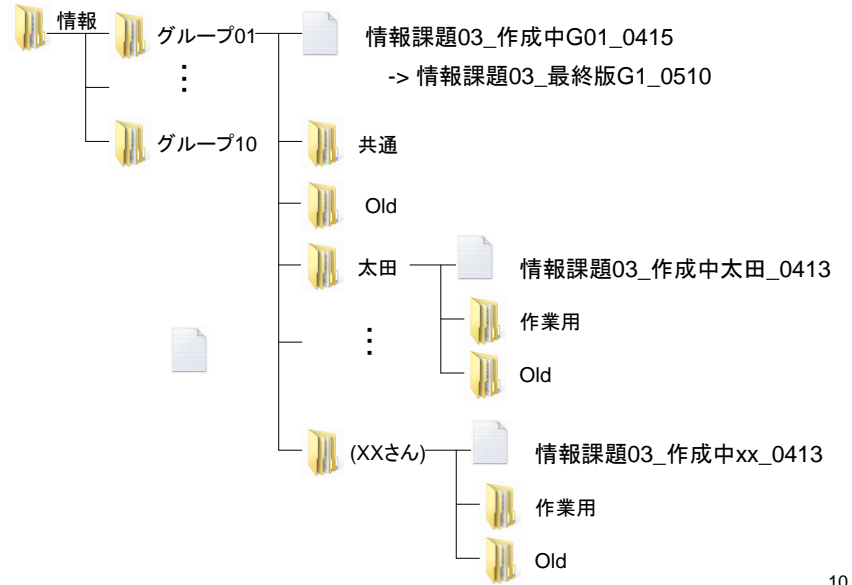 情報
グループ01
情報課題03_作成中G01_0415
-> 情報課題03_最終版G1_0510
⋮
グループ10
共通
Old
太田
情報課題03_作成中太田_0413
作業用
⋮
Old
(XXさん)
情報課題03_作成中xx_0413
作業用
Old
10